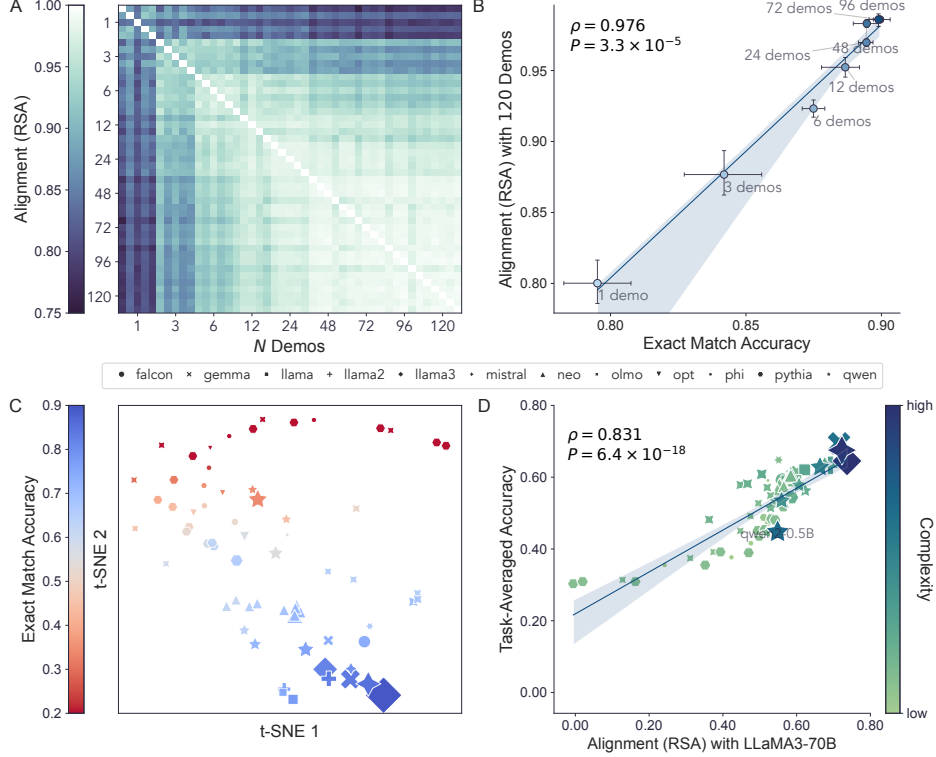 A
1.00
0.95
0.90
0.85
0.80
0.75
Alignment (RSA)
1
3
6
12
24
48
72
96
120
1 3 6 12 24 48 72 96 120
N Demos
B
ρ = 0.976
P = 3.3 × 10⁻⁵
72 demos
96 demos
24 demos
48 demos
12 demos
6 demos
3 demos
1 demo
0.95
0.90
0.85
0.80
Alignment (RSA) with 120 Demos
0.80 0.85 0.90
Exact Match Accuracy
falcon gemma llama llama2 llama3 mistral neo olmo opt phi pythia qwen
C
0.9
0.8
0.7
0.6
0.5
0.4
0.3
0.2
Exact Match Accuracy
t-SNE 2
t-SNE 1
D
ρ = 0.831
P = 6.4 × 10⁻¹⁸
0.80
0.60
0.40
0.20
0.00
Task-Averaged Accuracy
0.00 0.20 0.40 0.60 0.80
Alignment (RSA) with LLaMA3-70B
high
low
Complexity